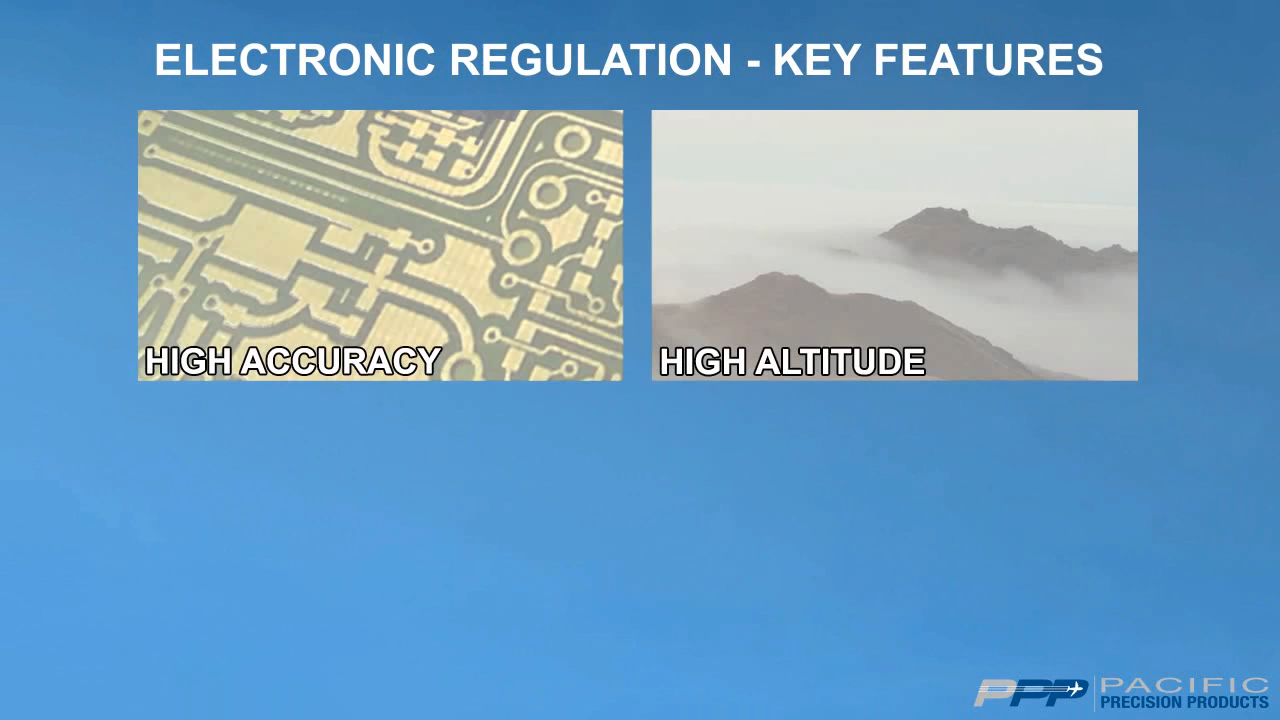 ELECTRONIC REGULATION - KEY FEATURES
HIGH ACCURACY
HIGH ALTITUDE
PPP PACIFIC
PRECISION PRODUCTS